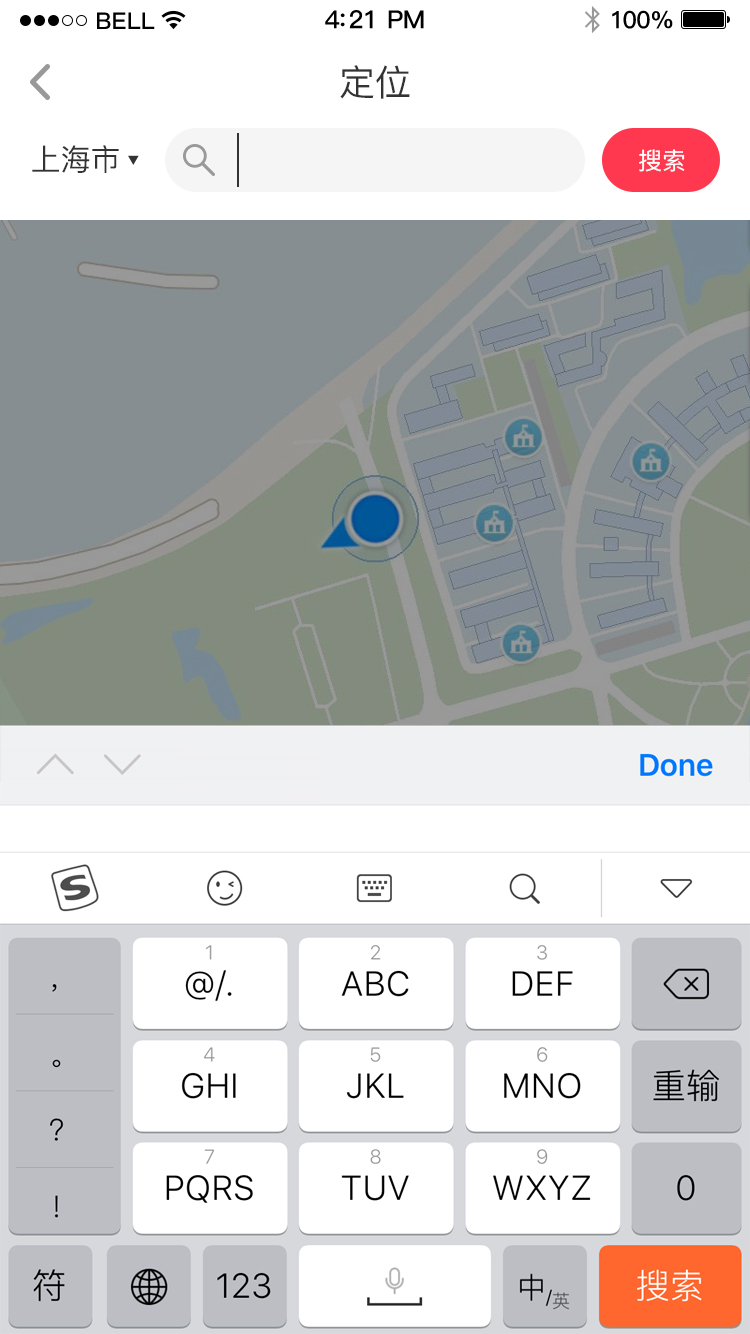 BELL 4:21 PM 100%
定位
上海市 搜索
Done
S
, 1 @/. 2 ABC 3 DEF
。 4 GHI 5 JKL 6 MNO 重输
? 7 PQRS 8 TUV 9 WXYZ 0
!
符 123 中/英 搜索